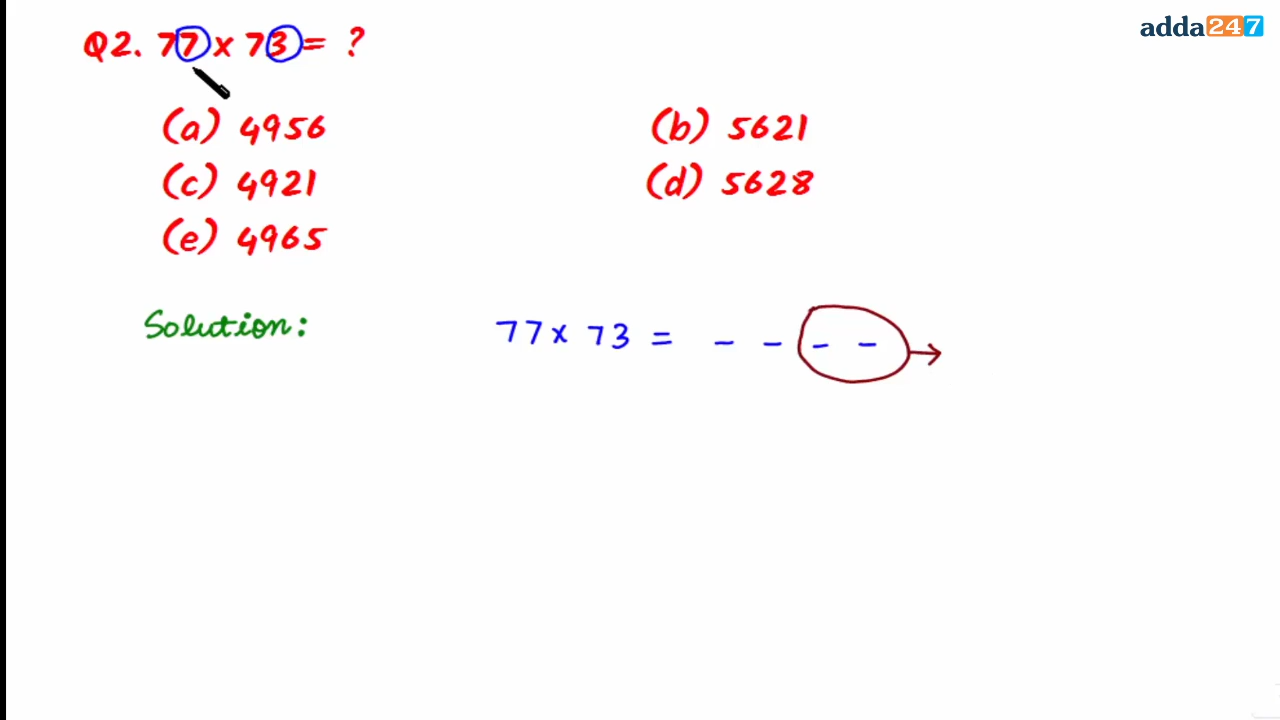 adda247
Q2. 77 x 73 = ?
(a) 4956 (b) 5621
(c) 4921 (d) 5628
(e) 4965
Solution: 77 x 73 = _ _ _ _